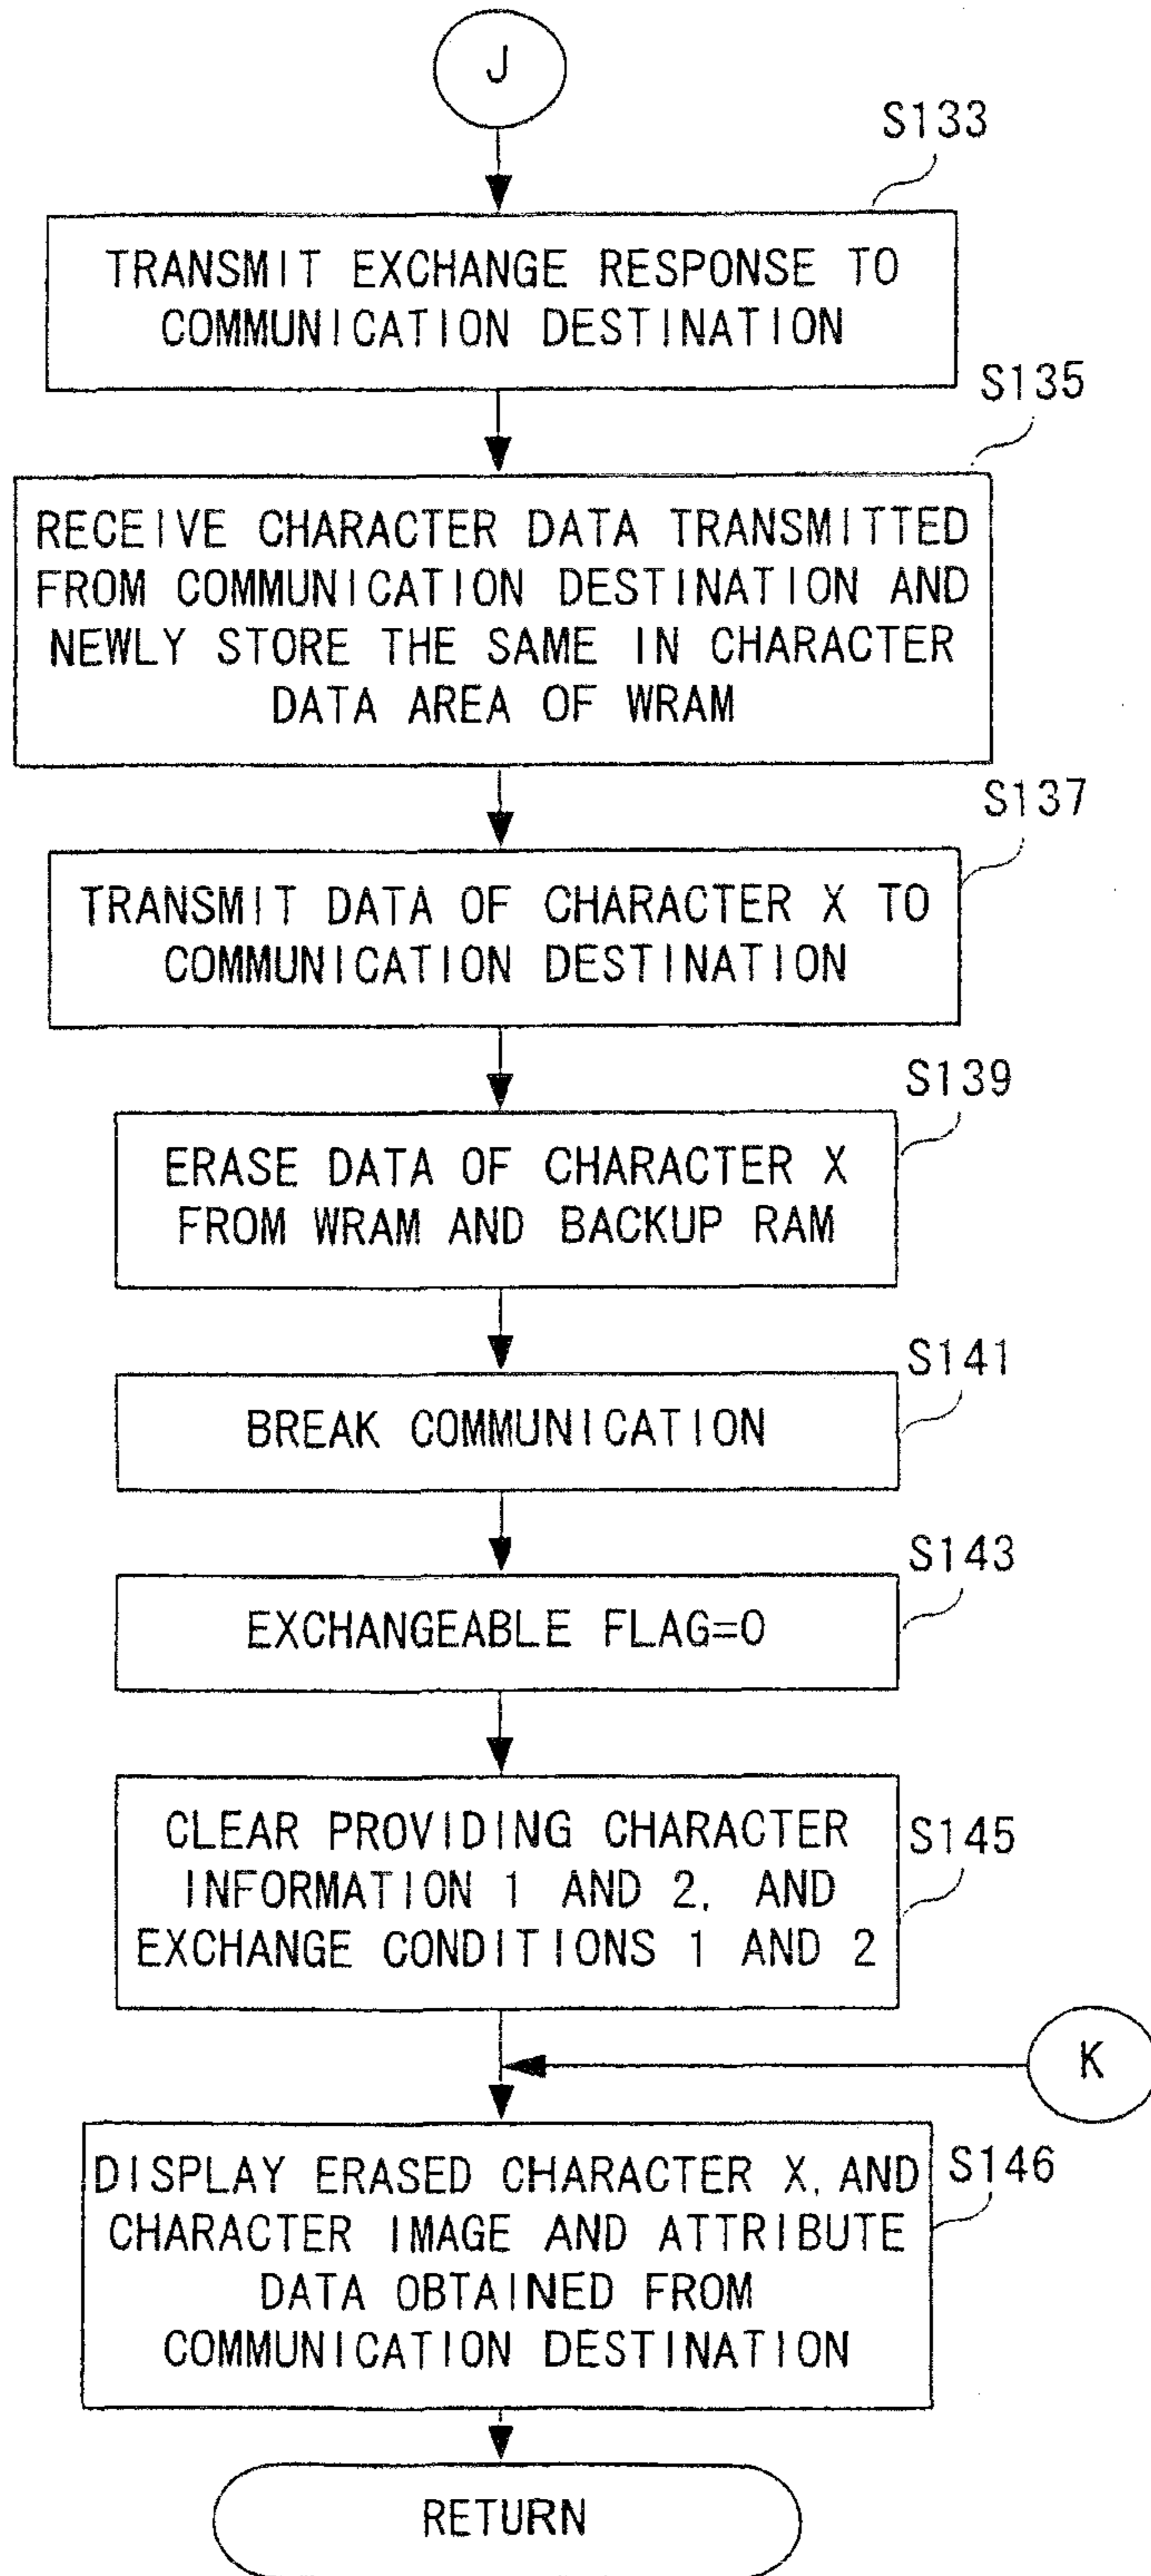 J
S133
TRANSMIT EXCHANGE RESPONSE TO
COMMUNICATION DESTINATION
S135
RECEIVE CHARACTER DATA TRANSMITTED
FROM COMMUNICATION DESTINATION AND
NEWLY STORE THE SAME IN CHARACTER
DATA AREA OF WRAM
S137
TRANSMIT DATA OF CHARACTER X TO
COMMUNICATION DESTINATION
S139
ERASE DATA OF CHARACTER X
FROM WRAM AND BACKUP RAM
S141
BREAK COMMUNICATION
S143
EXCHANGEABLE FLAG=0
CLEAR PROVIDING CHARACTER
S145
INFORMATION 1 AND 2, AND
EXCHANGE CONDITIONS 1 AND 2
K
DISPLAY ERASED CHARACTER X, AND
S146
CHARACTER IMAGE AND ATTRIBUTE
DATA OBTAINED FROM
COMMUNICATION DESTINATION
RETURN